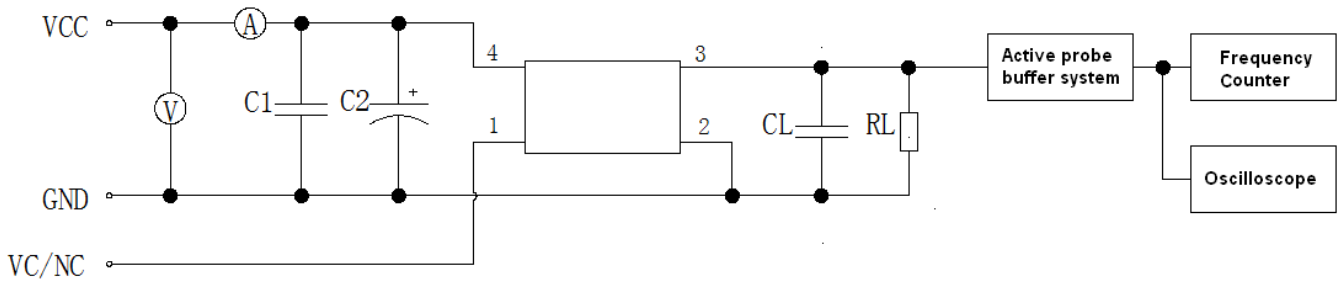 VCC
A
V
C1
C2
+
4
3
1
2
CL
RL
Active probe
buffer system
Frequency
Counter
Oscilloscope
GND
VC/NC